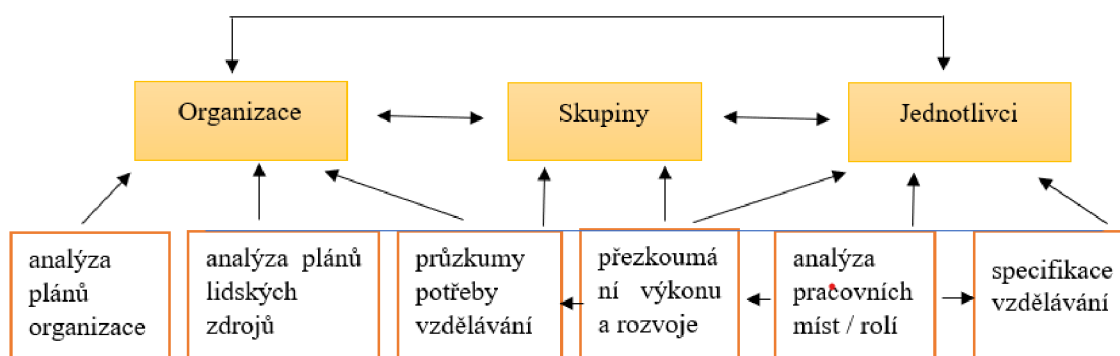 Organizace
Skupiny
Jednotlivci
analýza
plánů
organizace
analýza plánů
lidských
zdrojů
průzkumy
potřeby
vzdělávání
přezkoumá
ní výkonu
a rozvoje
analýza
pracovních
míst / rolí
specifikace
vzdělávání